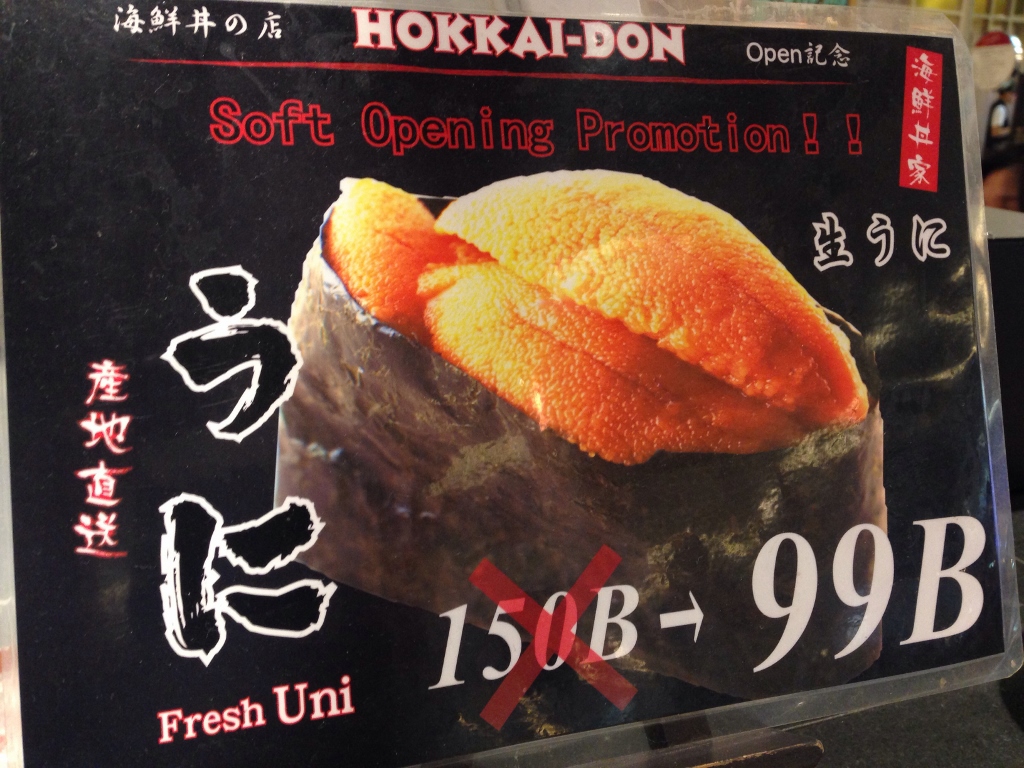 海鮮丼の店
HOKKAI-DON
Open記念
海鮮丼家
Soft Opening Promotion!!
生うに
うに
産地直送
150B→99B
Fresh Uni